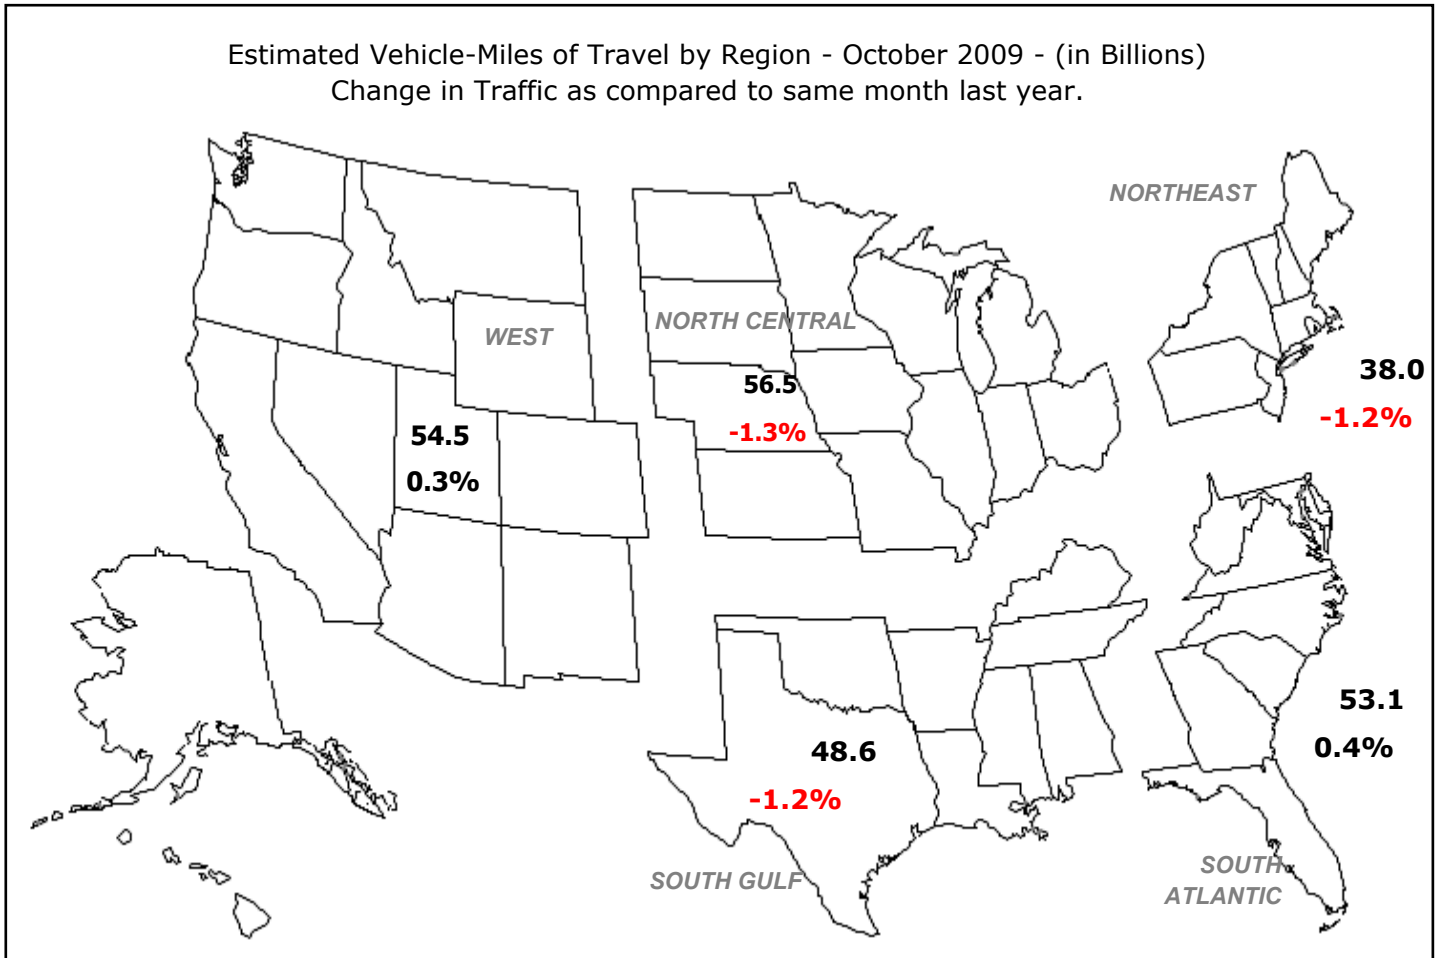 Estimated Vehicle-Miles of Travel by Region - October 2009 - (in Billions)
Change in Traffic as compared to same month last year.
NORTHEAST
38.0
-1.2%
NORTH CENTRAL
56.5
-1.3%
WEST
54.5
0.3%
53.1
0.4%
SOUTH
ATLANTIC
48.6
-1.2%
SOUTH GULF